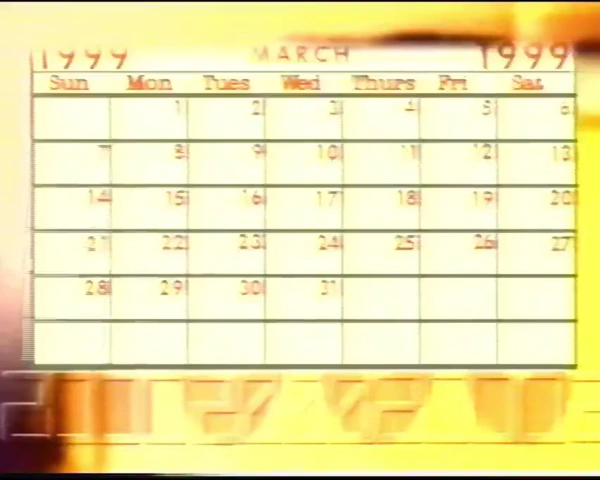 1999 MARCH 1999
Sun Mon Tues Wed Thurs Fri Sat
1 2 3 4 5 6
7 8 9 10 11 12 13
14 15 16 17 18 19 20
21 22 23 24 25 26 27
28 29 30 31